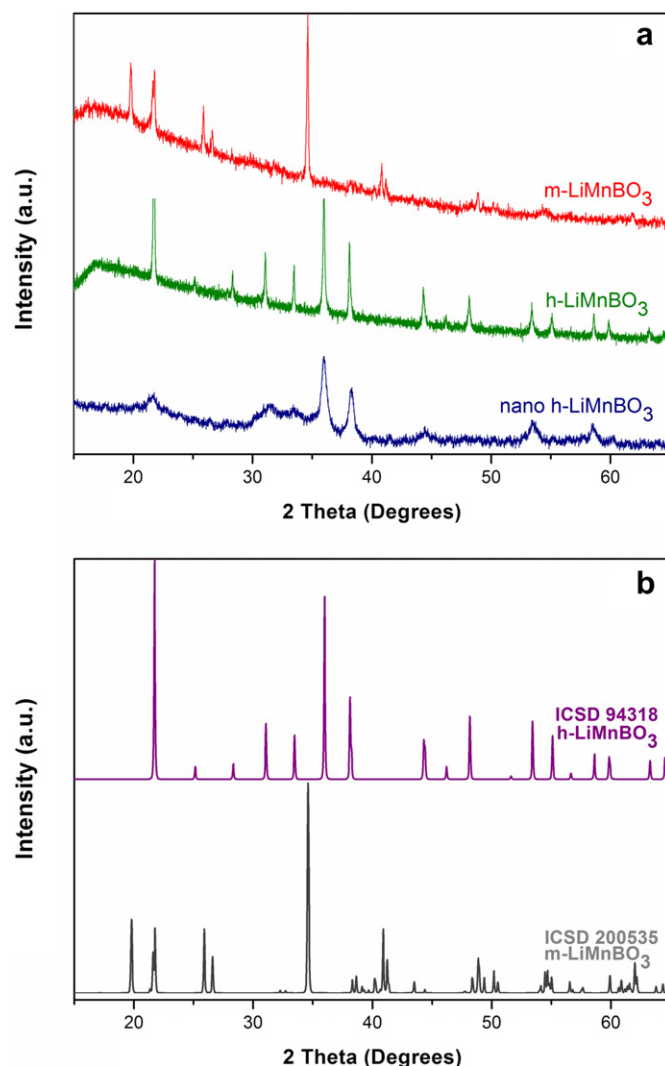 a
Intensity (a.u.)
m-LiMnBO3
h-LiMnBO3
nano h-LiMnBO3
20 30 40 50 60
2 Theta (Degrees)
b
Intensity (a.u.)
ICSD 94318
h-LiMnBO3
ICSD 200535
m-LiMnBO3
20 30 40 50 60
2 Theta (Degrees)